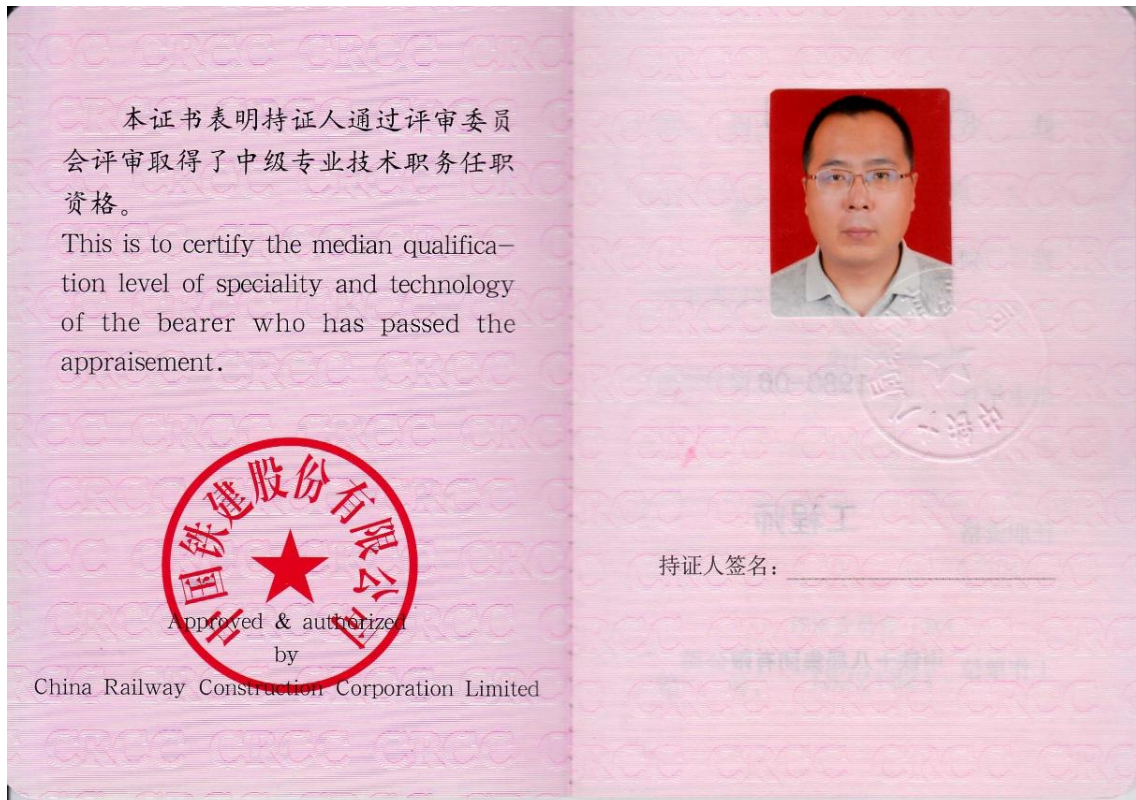 本证书表明持证人通过评审委员
会评审取得了中级专业技术职务任职
资格。
This is to certify the median qualifica-
tion level of speciality and technology
of the bearer who has passed the
appraisement.
中国铁建股份有限公司
Approved & authorized
by
China Railway Construction Corporation Limited
工程师
持证人签名：
CRCC